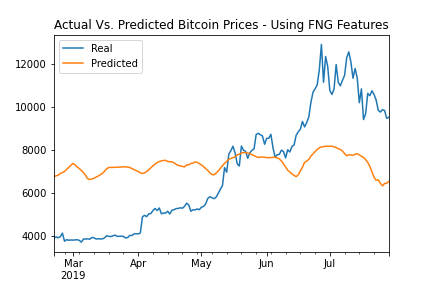 Actual Vs. Predicted Bitcoin Prices - Using FNG Features
Real
Predicted
12000
10000
8000
6000
4000
Mar Apr May Jun Jul
2019